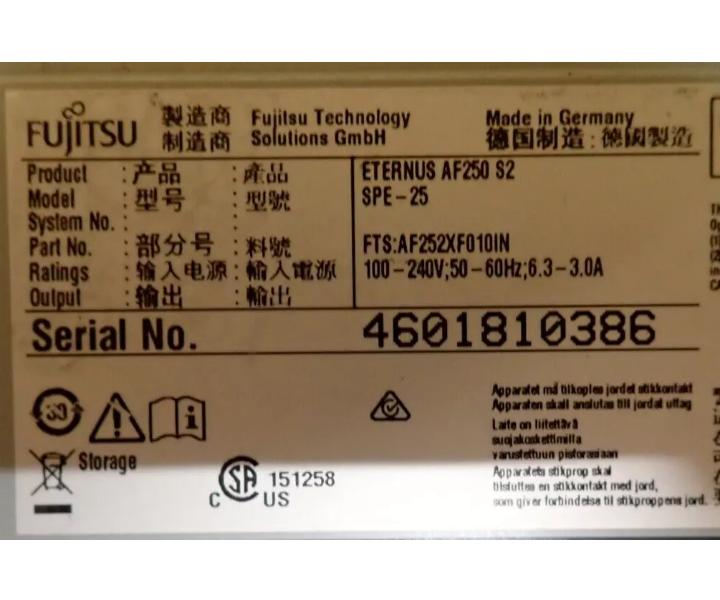 FUJITSU 製造商 Fujitsu Technology Made in Germany
制造商 Solutions GmbH 德国制造：德國製造
Product : 产品 : 產品 ETERNUS AF250 S2
Model : 型号 : 型號 SPE-25
System No. : :
Part No. : 部分号 : 料號 FTS:AF252XF010IN
Ratings : 输入电源 : 輸入電源 100-240V;50-60Hz;6.3-3.0A
Output : 输出 : 輸出
Serial No. 4601810386
Apparatet må tilkoples jordet stikkontakt
Apparaten skall anslutas till jordat uttag
Laite on liitettävä
suojakoskettimilla
varustettuun pistorasiaan
Apparatets stikprop skal
tilsluttes en stikkontakt med jord,
som giver forbindelse til stikproppens jord.
Storage
C SA US 151258